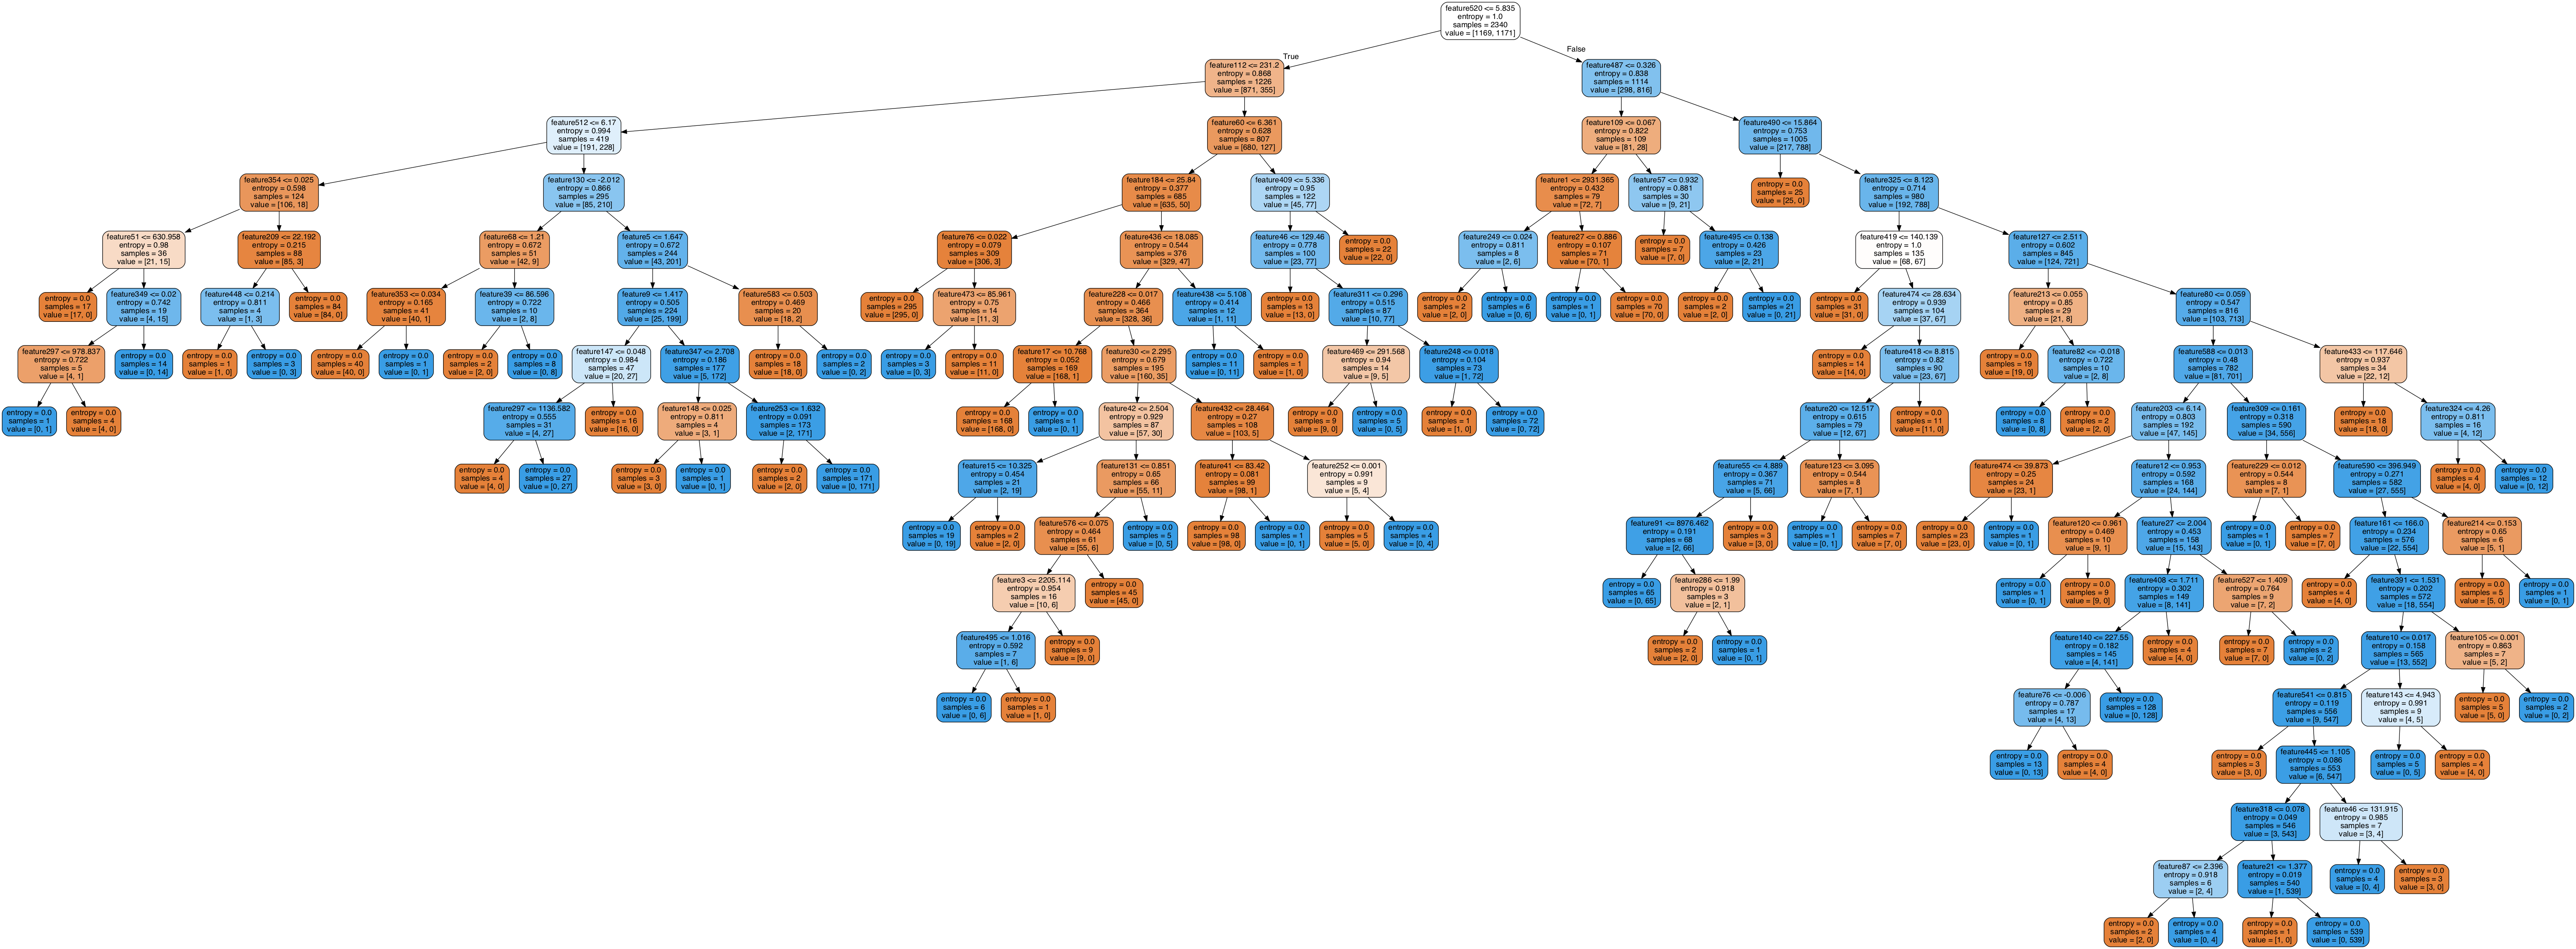 feature520 <= 5.835
entropy = 1.0
samples = 2340
value = [1169, 1171]
True
False
feature112 <= 231.2
entropy = 0.868
samples = 1226
value = [871, 355]
feature487 <= 0.326
entropy = 0.838
samples = 1114
value = [298, 816]
feature512 <= 6.17
entropy = 0.994
samples = 419
value = [191, 228]
feature60 <= 6.361
entropy = 0.628
samples = 807
value = [680, 127]
feature109 <= 0.067
entropy = 0.822
samples = 109
value = [81, 28]
feature490 <= 15.864
entropy = 0.753
samples = 1005
value = [217, 788]
feature354 <= 0.025
entropy = 0.598
samples = 124
value = [106, 18]
feature130 <= -2.012
entropy = 0.866
samples = 295
value = [85, 210]
feature184 <= 25.84
entropy = 0.377
samples = 685
value = [635, 50]
feature409 <= 5.336
entropy = 0.95
samples = 122
value = [45, 77]
feature1 <= 2931.365
entropy = 0.432
samples = 79
value = [72, 7]
feature57 <= 0.932
entropy = 0.881
samples = 30
value = [9, 21]
entropy = 0.0
samples = 25
value = [25, 0]
feature325 <= 8.123
entropy = 0.714
samples = 980
value = [192, 788]
feature51 <= 630.958
entropy = 0.98
samples = 36
value = [21, 15]
feature209 <= 22.192
entropy = 0.215
samples = 88
value = [85, 3]
feature68 <= 1.21
entropy = 0.672
samples = 51
value = [42, 9]
feature5 <= 1.647
entropy = 0.672
samples = 244
value = [43, 201]
feature76 <= 0.022
entropy = 0.079
samples = 309
value = [306, 3]
feature436 <= 18.085
entropy = 0.544
samples = 376
value = [329, 47]
feature46 <= 129.46
entropy = 0.778
samples = 100
value = [23, 77]
entropy = 0.0
samples = 22
value = [22, 0]
feature249 <= 0.024
entropy = 0.811
samples = 8
value = [2, 6]
feature27 <= 0.886
entropy = 0.107
samples = 71
value = [70, 1]
entropy = 0.0
samples = 7
value = [7, 0]
feature495 <= 0.138
entropy = 0.426
samples = 23
value = [2, 21]
feature419 <= 140.139
entropy = 1.0
samples = 135
value = [68, 67]
feature127 <= 2.511
entropy = 0.602
samples = 845
value = [124, 721]
entropy = 0.0
samples = 17
value = [17, 0]
feature349 <= 0.02
entropy = 0.742
samples = 19
value = [4, 15]
feature448 <= 0.214
entropy = 0.811
samples = 4
value = [1, 3]
entropy = 0.0
samples = 84
value = [84, 0]
feature353 <= 0.034
entropy = 0.165
samples = 41
value = [40, 1]
feature39 <= 86.596
entropy = 0.722
samples = 10
value = [2, 8]
feature9 <= 1.417
entropy = 0.505
samples = 224
value = [25, 199]
feature583 <= 0.503
entropy = 0.469
samples = 20
value = [18, 2]
entropy = 0.0
samples = 295
value = [295, 0]
feature473 <= 85.961
entropy = 0.75
samples = 14
value = [11, 3]
feature228 <= 0.017
entropy = 0.466
samples = 364
value = [328, 36]
feature438 <= 5.108
entropy = 0.414
samples = 12
value = [1, 11]
entropy = 0.0
samples = 13
value = [13, 0]
feature311 <= 0.296
entropy = 0.515
samples = 87
value = [10, 77]
entropy = 0.0
samples = 2
value = [2, 0]
entropy = 0.0
samples = 6
value = [0, 6]
entropy = 0.0
samples = 1
value = [0, 1]
entropy = 0.0
samples = 70
value = [70, 0]
entropy = 0.0
samples = 2
value = [2, 0]
entropy = 0.0
samples = 21
value = [0, 21]
entropy = 0.0
samples = 31
value = [31, 0]
feature474 <= 28.634
entropy = 0.939
samples = 104
value = [37, 67]
feature213 <= 0.055
entropy = 0.85
samples = 29
value = [21, 8]
feature80 <= 0.059
entropy = 0.547
samples = 816
value = [103, 713]
feature297 <= 978.837
entropy = 0.722
samples = 5
value = [4, 1]
entropy = 0.0
samples = 14
value = [0, 14]
entropy = 0.0
samples = 1
value = [1, 0]
entropy = 0.0
samples = 3
value = [0, 3]
entropy = 0.0
samples = 40
value = [40, 0]
entropy = 0.0
samples = 1
value = [0, 1]
entropy = 0.0
samples = 2
value = [2, 0]
entropy = 0.0
samples = 8
value = [0, 8]
feature147 <= 0.048
entropy = 0.984
samples = 47
value = [20, 27]
feature347 <= 2.708
entropy = 0.186
samples = 177
value = [5, 172]
entropy = 0.0
samples = 18
value = [18, 0]
entropy = 0.0
samples = 2
value = [0, 2]
entropy = 0.0
samples = 3
value = [0, 3]
entropy = 0.0
samples = 11
value = [11, 0]
feature17 <= 10.768
entropy = 0.052
samples = 169
value = [168, 1]
feature30 <= 2.295
entropy = 0.679
samples = 195
value = [160, 35]
entropy = 0.0
samples = 11
value = [0, 11]
entropy = 0.0
samples = 1
value = [1, 0]
feature469 <= 291.568
entropy = 0.94
samples = 14
value = [9, 5]
feature248 <= 0.018
entropy = 0.104
samples = 73
value = [1, 72]
entropy = 0.0
samples = 14
value = [14, 0]
feature418 <= 8.815
entropy = 0.82
samples = 90
value = [23, 67]
entropy = 0.0
samples = 19
value = [19, 0]
feature82 <= -0.018
entropy = 0.722
samples = 10
value = [2, 8]
feature588 <= 0.013
entropy = 0.48
samples = 782
value = [81, 701]
feature433 <= 117.646
entropy = 0.937
samples = 34
value = [22, 12]
entropy = 0.0
samples = 1
value = [0, 1]
entropy = 0.0
samples = 4
value = [4, 0]
feature297 <= 1136.582
entropy = 0.555
samples = 31
value = [4, 27]
entropy = 0.0
samples = 16
value = [16, 0]
feature148 <= 0.025
entropy = 0.811
samples = 4
value = [3, 1]
feature253 <= 1.632
entropy = 0.091
samples = 173
value = [2, 171]
entropy = 0.0
samples = 168
value = [168, 0]
entropy = 0.0
samples = 1
value = [0, 1]
feature42 <= 2.504
entropy = 0.929
samples = 87
value = [57, 30]
feature432 <= 28.464
entropy = 0.27
samples = 108
value = [103, 5]
entropy = 0.0
samples = 9
value = [9, 0]
entropy = 0.0
samples = 5
value = [0, 5]
entropy = 0.0
samples = 1
value = [1, 0]
entropy = 0.0
samples = 72
value = [0, 72]
feature20 <= 12.517
entropy = 0.615
samples = 79
value = [12, 67]
entropy = 0.0
samples = 11
value = [11, 0]
entropy = 0.0
samples = 8
value = [0, 8]
entropy = 0.0
samples = 2
value = [2, 0]
feature203 <= 6.14
entropy = 0.803
samples = 192
value = [47, 145]
feature309 <= 0.161
entropy = 0.318
samples = 590
value = [34, 556]
entropy = 0.0
samples = 18
value = [18, 0]
feature324 <= 4.26
entropy = 0.811
samples = 16
value = [4, 12]
entropy = 0.0
samples = 4
value = [4, 0]
entropy = 0.0
samples = 27
value = [0, 27]
entropy = 0.0
samples = 3
value = [3, 0]
entropy = 0.0
samples = 1
value = [0, 1]
entropy = 0.0
samples = 2
value = [2, 0]
entropy = 0.0
samples = 171
value = [0, 171]
feature15 <= 10.325
entropy = 0.454
samples = 21
value = [2, 19]
feature131 <= 0.851
entropy = 0.65
samples = 66
value = [55, 11]
feature41 <= 83.42
entropy = 0.081
samples = 99
value = [98, 1]
feature252 <= 0.001
entropy = 0.991
samples = 9
value = [5, 4]
feature55 <= 4.889
entropy = 0.367
samples = 71
value = [5, 66]
feature123 <= 3.095
entropy = 0.544
samples = 8
value = [7, 1]
feature474 <= 39.873
entropy = 0.25
samples = 24
value = [23, 1]
feature12 <= 0.953
entropy = 0.592
samples = 168
value = [24, 144]
feature229 <= 0.012
entropy = 0.544
samples = 8
value = [7, 1]
feature590 <= 396.949
entropy = 0.271
samples = 582
value = [27, 555]
entropy = 0.0
samples = 4
value = [4, 0]
entropy = 0.0
samples = 12
value = [0, 12]
entropy = 0.0
samples = 19
value = [0, 19]
entropy = 0.0
samples = 2
value = [2, 0]
feature576 <= 0.075
entropy = 0.464
samples = 61
value = [55, 6]
entropy = 0.0
samples = 5
value = [0, 5]
entropy = 0.0
samples = 98
value = [98, 0]
entropy = 0.0
samples = 1
value = [0, 1]
entropy = 0.0
samples = 5
value = [5, 0]
entropy = 0.0
samples = 4
value = [0, 4]
feature91 <= 8976.462
entropy = 0.191
samples = 68
value = [2, 66]
entropy = 0.0
samples = 3
value = [3, 0]
entropy = 0.0
samples = 1
value = [0, 1]
entropy = 0.0
samples = 7
value = [7, 0]
entropy = 0.0
samples = 23
value = [23, 0]
entropy = 0.0
samples = 1
value = [0, 1]
feature120 <= 0.961
entropy = 0.469
samples = 10
value = [9, 1]
feature27 <= 2.004
entropy = 0.453
samples = 158
value = [15, 143]
entropy = 0.0
samples = 1
value = [0, 1]
entropy = 0.0
samples = 7
value = [7, 0]
feature161 <= 166.0
entropy = 0.234
samples = 576
value = [22, 554]
feature214 <= 0.153
entropy = 0.65
samples = 6
value = [5, 1]
feature3 <= 2205.114
entropy = 0.954
samples = 16
value = [10, 6]
entropy = 0.0
samples = 45
value = [45, 0]
entropy = 0.0
samples = 65
value = [0, 65]
feature286 <= 1.99
entropy = 0.918
samples = 3
value = [2, 1]
entropy = 0.0
samples = 1
value = [0, 1]
entropy = 0.0
samples = 9
value = [9, 0]
feature408 <= 1.711
entropy = 0.302
samples = 149
value = [8, 141]
feature527 <= 1.409
entropy = 0.764
samples = 9
value = [7, 2]
entropy = 0.0
samples = 4
value = [4, 0]
feature391 <= 1.531
entropy = 0.202
samples = 572
value = [18, 554]
entropy = 0.0
samples = 5
value = [5, 0]
entropy = 0.0
samples = 1
value = [0, 1]
feature495 <= 1.016
entropy = 0.592
samples = 7
value = [1, 6]
entropy = 0.0
samples = 9
value = [9, 0]
entropy = 0.0
samples = 2
value = [2, 0]
entropy = 0.0
samples = 1
value = [0, 1]
feature140 <= 227.55
entropy = 0.182
samples = 145
value = [4, 141]
entropy = 0.0
samples = 4
value = [4, 0]
entropy = 0.0
samples = 7
value = [7, 0]
entropy = 0.0
samples = 2
value = [0, 2]
feature10 <= 0.017
entropy = 0.158
samples = 565
value = [13, 552]
feature105 <= 0.001
entropy = 0.863
samples = 7
value = [5, 2]
entropy = 0.0
samples = 6
value = [0, 6]
entropy = 0.0
samples = 1
value = [1, 0]
feature76 <= -0.006
entropy = 0.787
samples = 17
value = [4, 13]
entropy = 0.0
samples = 128
value = [0, 128]
feature541 <= 0.815
entropy = 0.119
samples = 556
value = [9, 547]
feature143 <= 4.943
entropy = 0.991
samples = 9
value = [4, 5]
entropy = 0.0
samples = 5
value = [5, 0]
entropy = 0.0
samples = 2
value = [0, 2]
entropy = 0.0
samples = 13
value = [0, 13]
entropy = 0.0
samples = 4
value = [4, 0]
entropy = 0.0
samples = 3
value = [3, 0]
feature445 <= 1.105
entropy = 0.086
samples = 553
value = [6, 547]
entropy = 0.0
samples = 5
value = [0, 5]
entropy = 0.0
samples = 4
value = [4, 0]
feature318 <= 0.078
entropy = 0.049
samples = 546
value = [3, 543]
feature46 <= 131.915
entropy = 0.985
samples = 7
value = [3, 4]
feature87 <= 2.396
entropy = 0.918
samples = 6
value = [2, 4]
feature21 <= 1.377
entropy = 0.019
samples = 540
value = [1, 539]
entropy = 0.0
samples = 4
value = [0, 4]
entropy = 0.0
samples = 3
value = [3, 0]
entropy = 0.0
samples = 2
value = [2, 0]
entropy = 0.0
samples = 4
value = [0, 4]
entropy = 0.0
samples = 1
value = [1, 0]
entropy = 0.0
samples = 539
value = [0, 539]